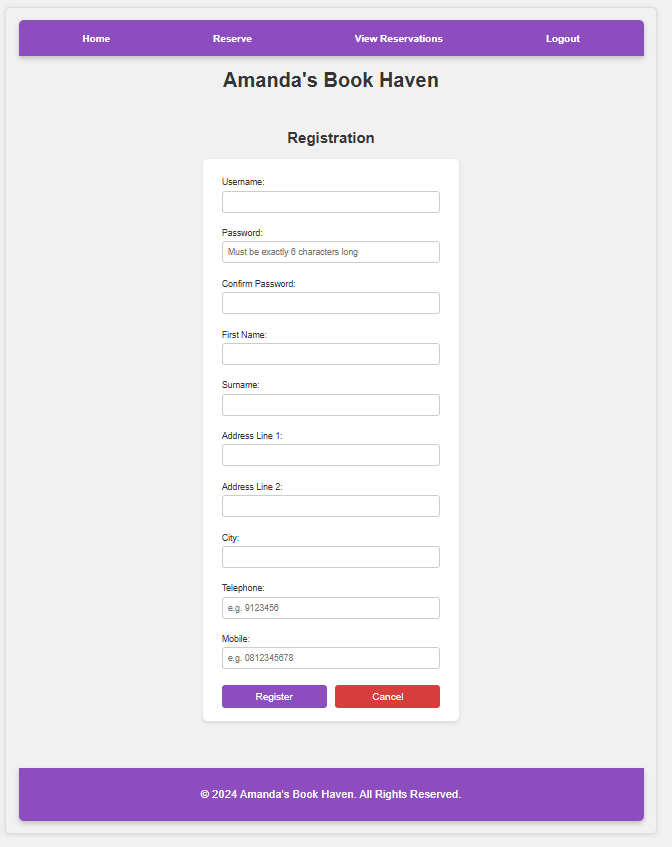 Home Reserve View Reservations Logout
Amanda's Book Haven
Registration
Username:
Password:
Must be exactly 6 characters long
Confirm Password:
First Name:
Surname:
Address Line 1:
Address Line 2:
City:
Telephone:
e.g. 9123456
Mobile:
e.g. 0812345678
Register Cancel
© 2024 Amanda's Book Haven. All Rights Reserved.